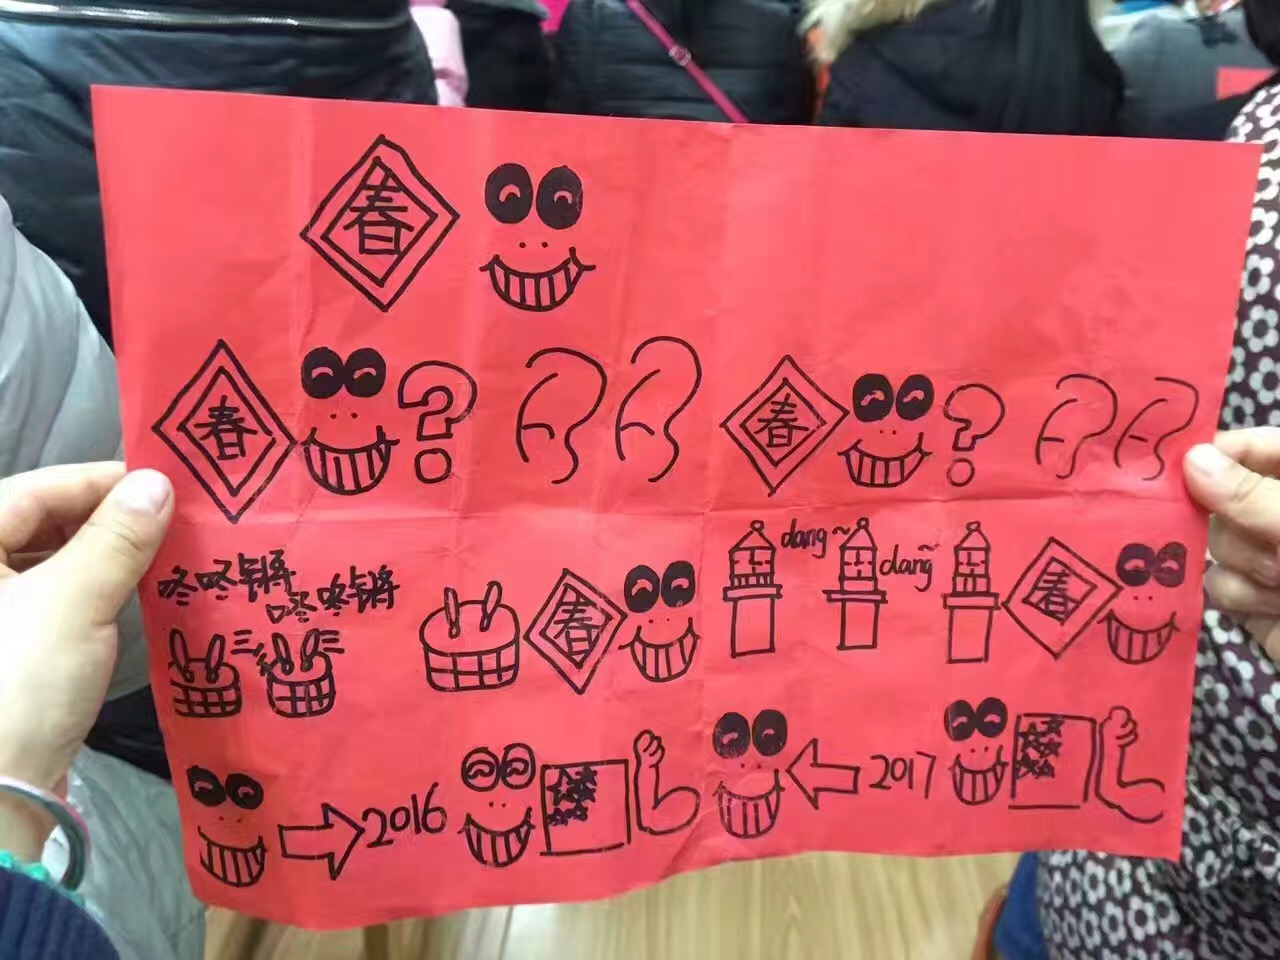 春
春 ? 春 ?
咚咚锵 咚咚锵 春 dang~ dang~ 春
2016 2017